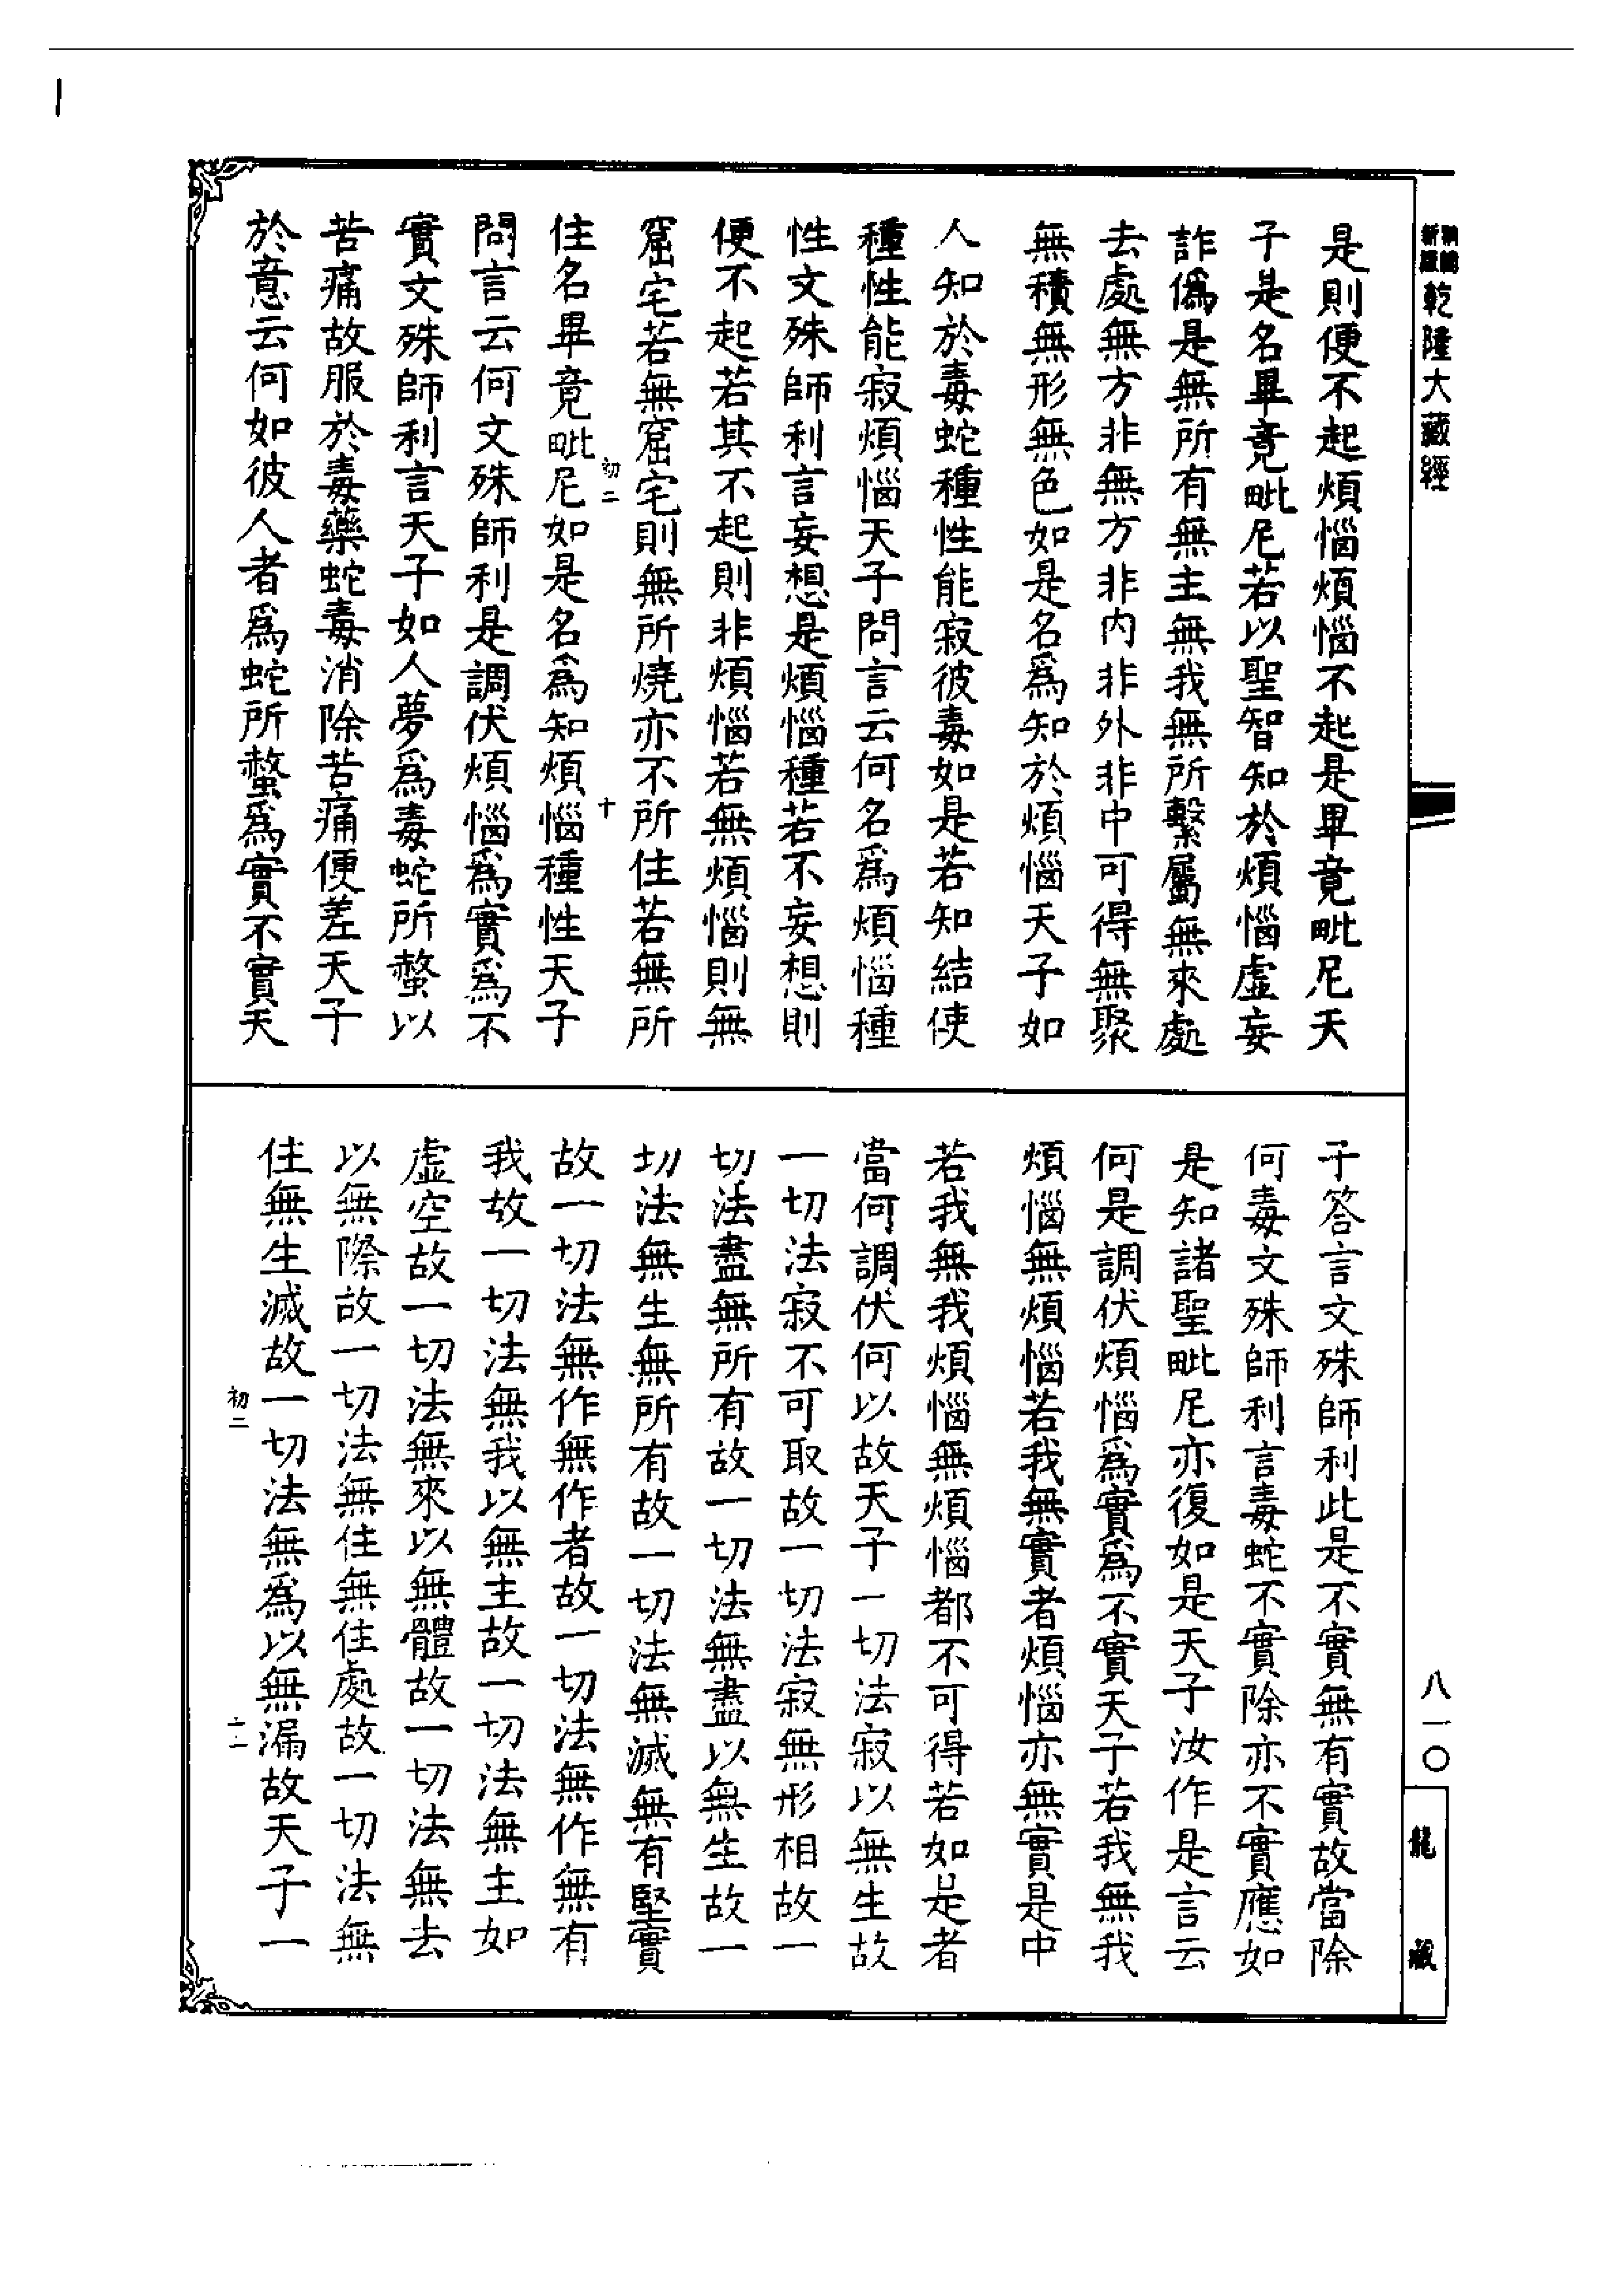 乾隆大藏經
是則便不起煩惱煩惱不起是畢竟毗尼天
子是名畢竟毗尼若以聖智知於煩惱虛妄
詐偽是無所有無主無我無所繫屬無來處
去處無方非無方非内非外非中可得無聚
無積無形無色如是名爲知於煩惱天子如
人知於毒蛇種性能寂彼毒如是若知結使
種性能寂煩惱天子問言云何名爲煩惱種
性文殊師利言妄想是煩惱種若不妄想則
便不起若其不起則非煩惱若無煩惱則無
窟宅若無窟宅則無所燒亦不所住若無所
初二
十
住名畢竟毗尼如是名爲知煩惱種性天子
問言云何文殊師利是調伏煩惱爲實爲不
實文殊師利言天子如人夢爲毒蛇所螫以
苦痛故服於毒藥蛇毒消除苦痛便差天子
於意云何如彼人者爲蛇所螫爲實不實天
子答言文殊師利此是不實無有實故當除
何毒文殊師利言毒蛇不實除亦不實應如
是知諸聖毗尼亦復如是天子汝作是言云
何是調伏煩惱爲實爲不實天子若我無我
煩惱無煩惱若我無實者煩惱亦無實是中
若我無我煩惱無煩惱都不可得若如是者
當何調伏何以故天子一切法寂以無生故
一切法寂不可取故一切法寂無形相故一
切法盡無所有故一切法無盡以無生故一
切法無生無所有故一切法無滅無有堅實
故一切法無作無作者故一切法無作無有
我故一切法無我以無主故一切法無主如
虛空故一切法無來以無體故一切法無去
以無際故一切法無住無住處故一切法無
住無生滅故一切法無爲以無漏故天子一
初二
十二
八一〇
龍藏